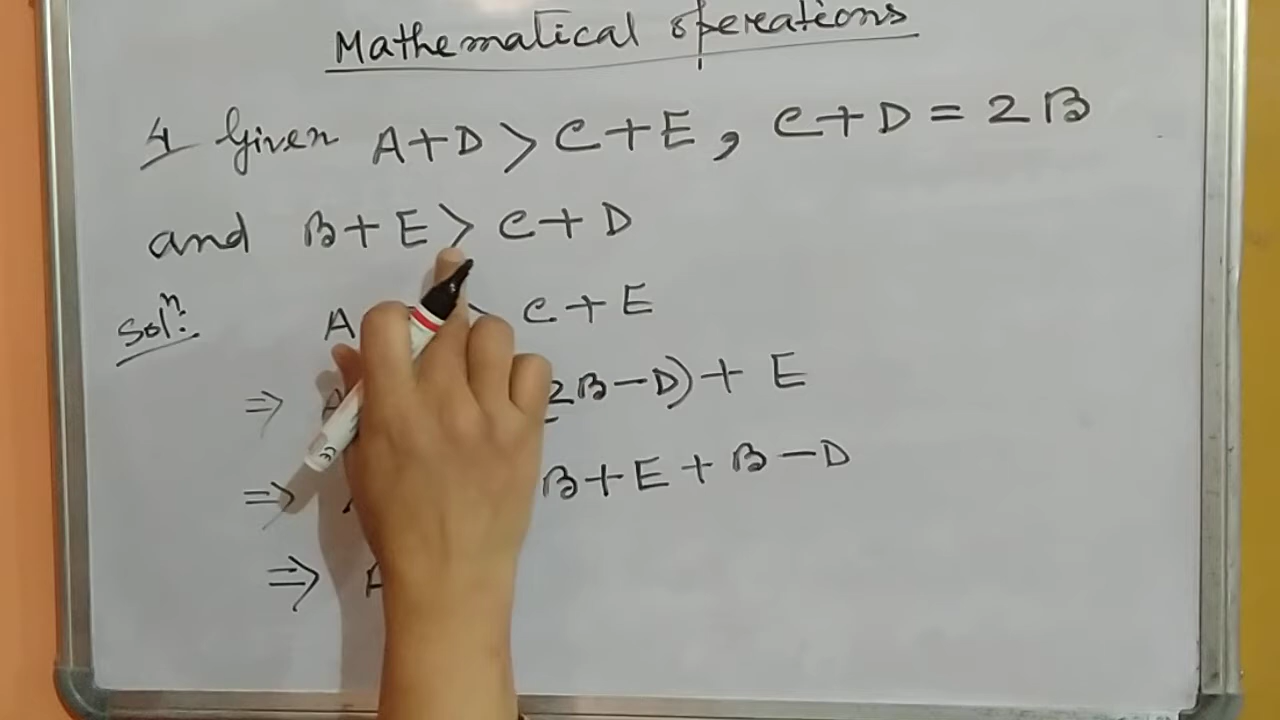 Mathematical operations
4 Given A+D > C+E, C+D = 2B
and B+E > C+D
Soln: A C+E
⇒ A 2B-D)+E
⇒ B+E+B-D
⇒ A